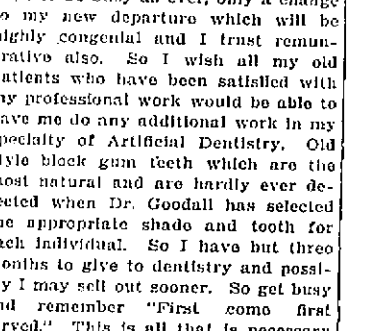 to my new departure which will be
highly congenial and I trust remun-
erative also. So I wish all my old
patients who have been satisfied with
my professional work would be able to
have me do any additional work in my
specialty of Artificial Dentistry. Old
style block gum teeth which are the
most natural and are hardly ever de-
tected when Dr. Goodall has selected
the appropriate shade and tooth for
each individual. So I have but three
months to give to dentistry and possi-
bly I may sell out sooner. So get busy
and remember "First come first
served." This is all that is necessary